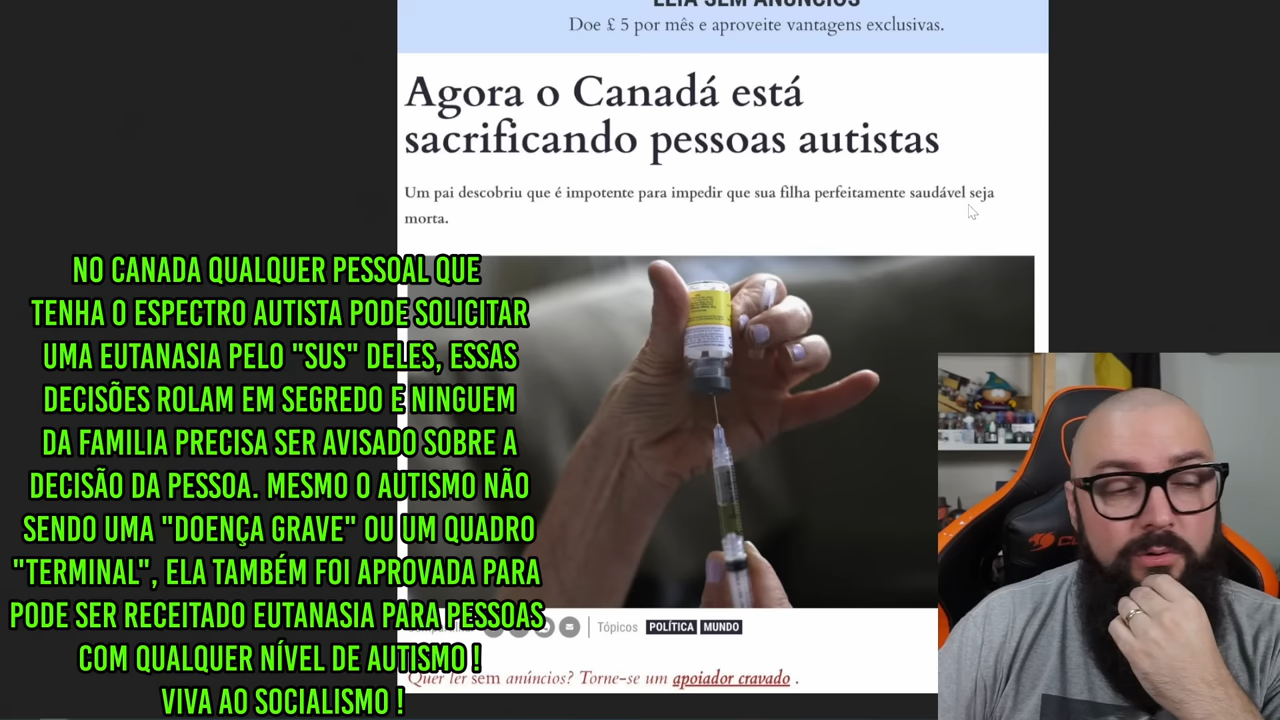 LEIA SEM ANÚNCIOS
Doe £ 5 por mês e aproveite vantagens exclusivas.
Agora o Canadá está
sacrificando pessoas autistas
Um pai descobriu que é impotente para impedir que sua filha perfeitamente saudável seja
morta.
NO CANADA QUALQUER PESSOAL QUE
TENHA O ESPECTRO AUTISTA PODE SOLICITAR
UMA EUTANASIA PELO "SUS" DELES, ESSAS
DECISÕES ROLAM EM SEGREDO E NINGUEM
DA FAMILIA PRECISA SER AVISADO SOBRE A
DECISÃO DA PESSOA. MESMO O AUTISMO NÃO
SENDO UMA "DOENÇA GRAVE" OU UM QUADRO
"TERMINAL", ELA TAMBÉM FOI APROVADA PARA
PODE SER RECEITADO EUTANASIA PARA PESSOAS
COM QUALQUER NÍVEL DE AUTISMO !
VIVA AO SOCIALISMO !
Tópicos POLÍTICA MUNDO
Quer ler sem anúncios? Torne-se um apoiador cravado .